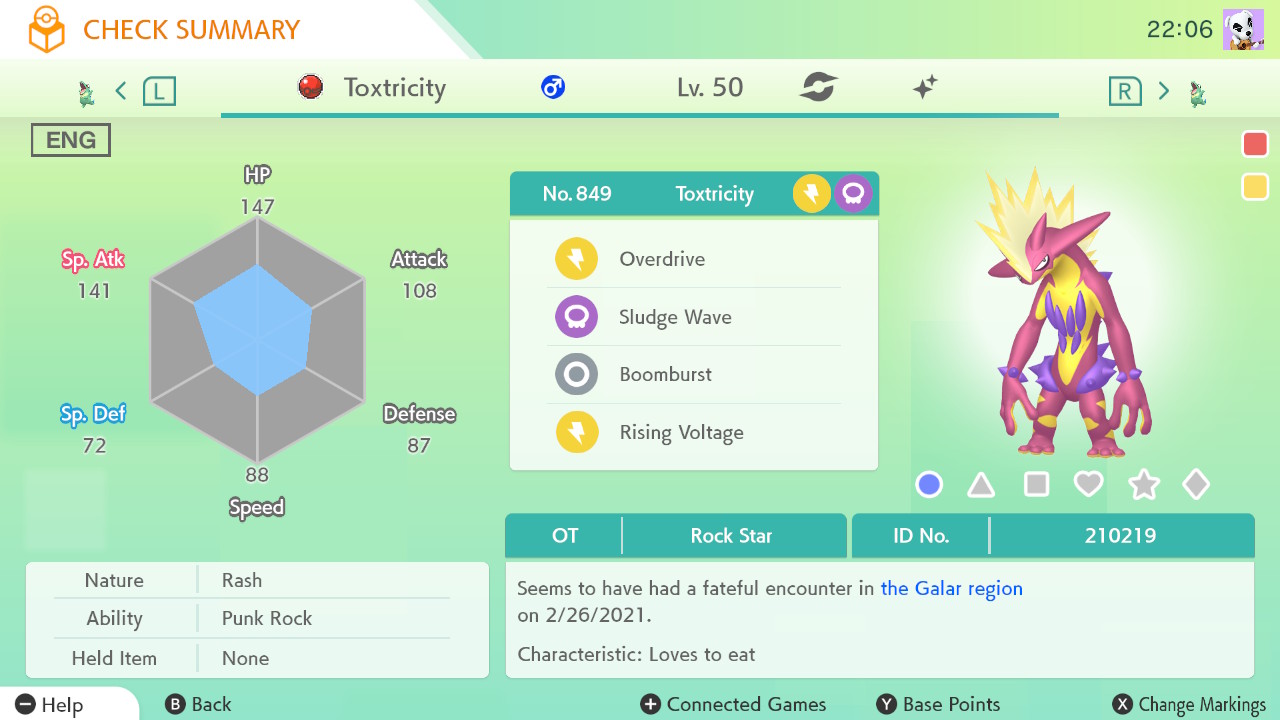 CHECK SUMMARY
22:06
L
Toxtricity
Lv. 50
R
ENG
HP
147
Sp. Atk
141
Attack
108
Sp. Def
72
Defense
87
88
Speed
No. 849 Toxtricity
Overdrive
Sludge Wave
Boomburst
Rising Voltage
OT Rock Star
ID No. 210219
Seems to have had a fateful encounter in the Galar region
on 2/26/2021.
Characteristic: Loves to eat
Nature Rash
Ability Punk Rock
Held Item None
Help
B Back
Connected Games
Y Base Points
X Change Markings